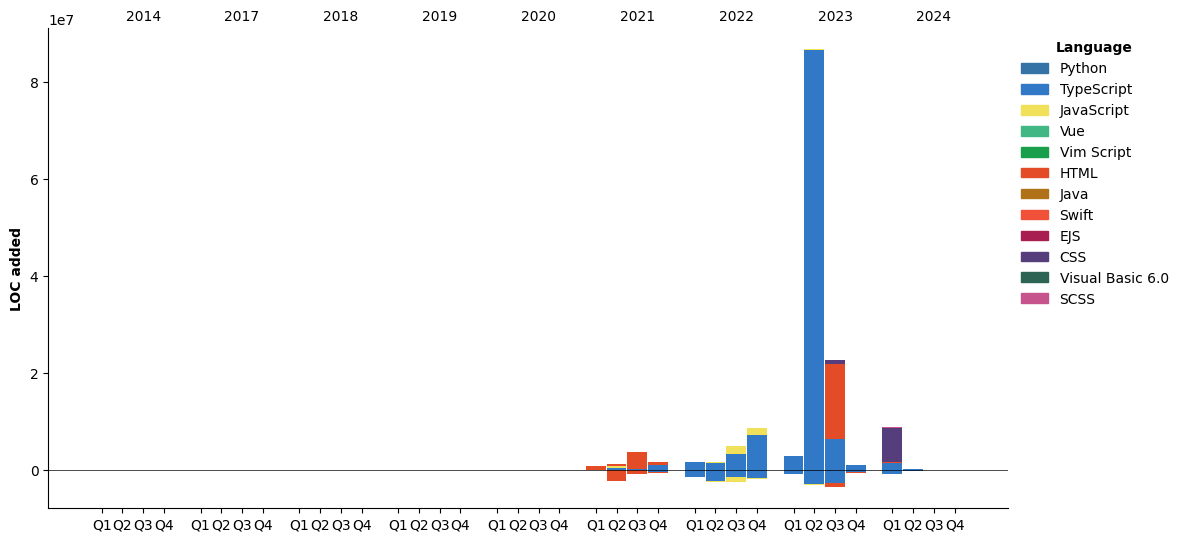 2014 2017 2018 2019 2020 2021 2022 2023 2024
1e7
Language
Python
TypeScript
JavaScript
Vue
Vim Script
HTML
Java
Swift
EJS
CSS
Visual Basic 6.0
SCSS
LOC added
8
6
4
2
0
Q1 Q2 Q3 Q4 Q1 Q2 Q3 Q4 Q1 Q2 Q3 Q4 Q1 Q2 Q3 Q4 Q1 Q2 Q3 Q4 Q1 Q2 Q3 Q4 Q1 Q2 Q3 Q4 Q1 Q2 Q3 Q4 Q1 Q2 Q3 Q4